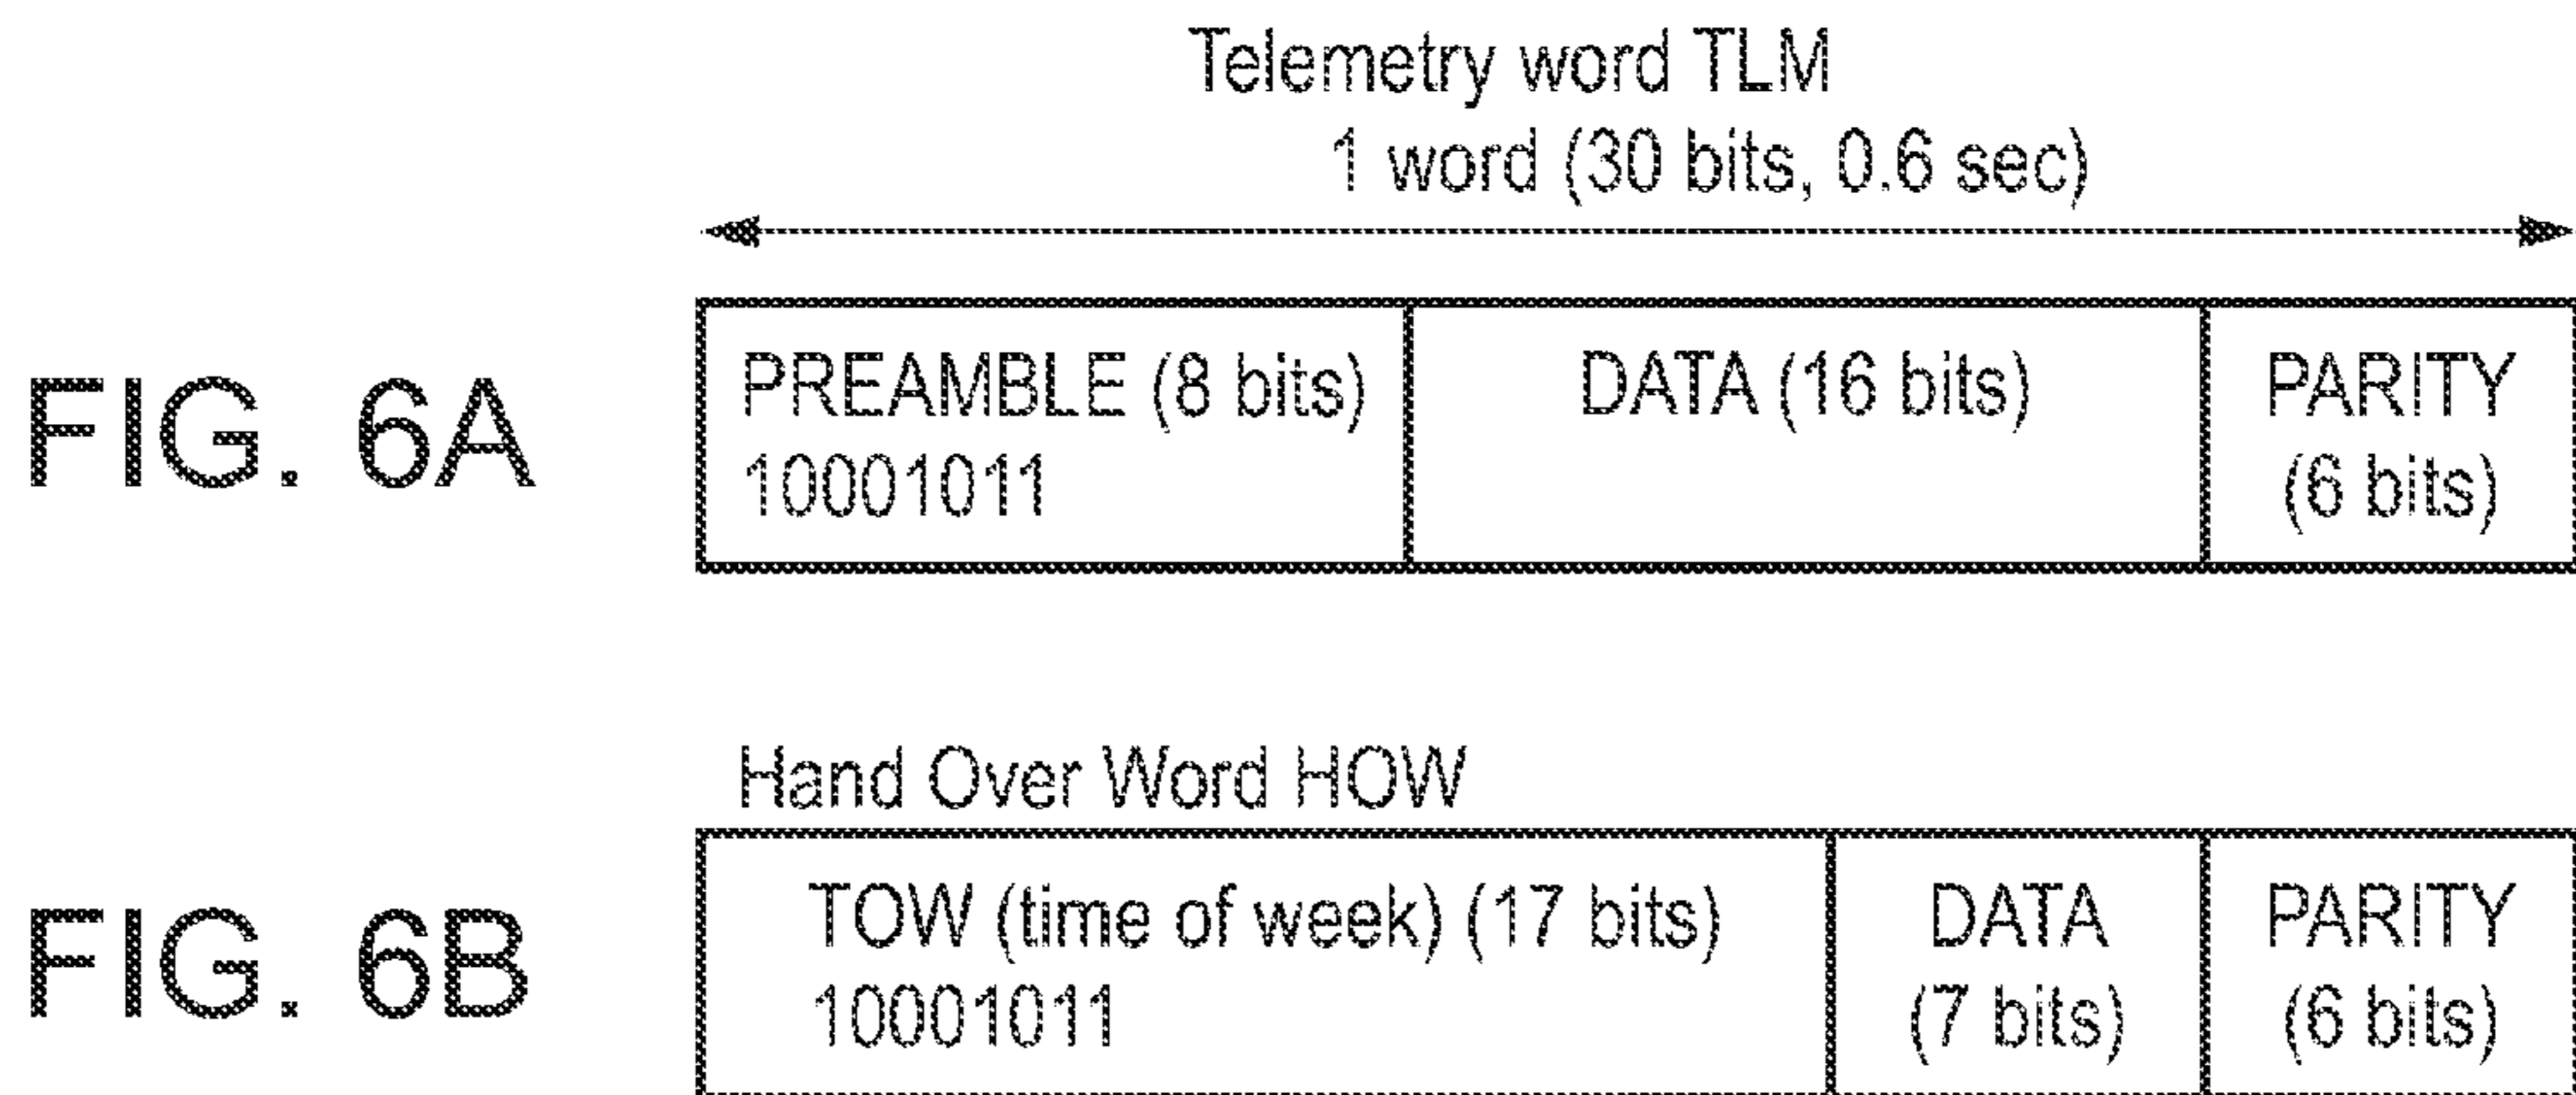 Telemetry word TLM
1 word (30 bits, 0.6 sec)
FIG. 6A
PREAMBLE (8 bits)
10001011
DATA (16 bits)
PARITY
(6 bits)
Hand Over Word HOW
FIG. 6B
TOW (time of week) (17 bits)
10001011
DATA
(7 bits)
PARITY
(6 bits)